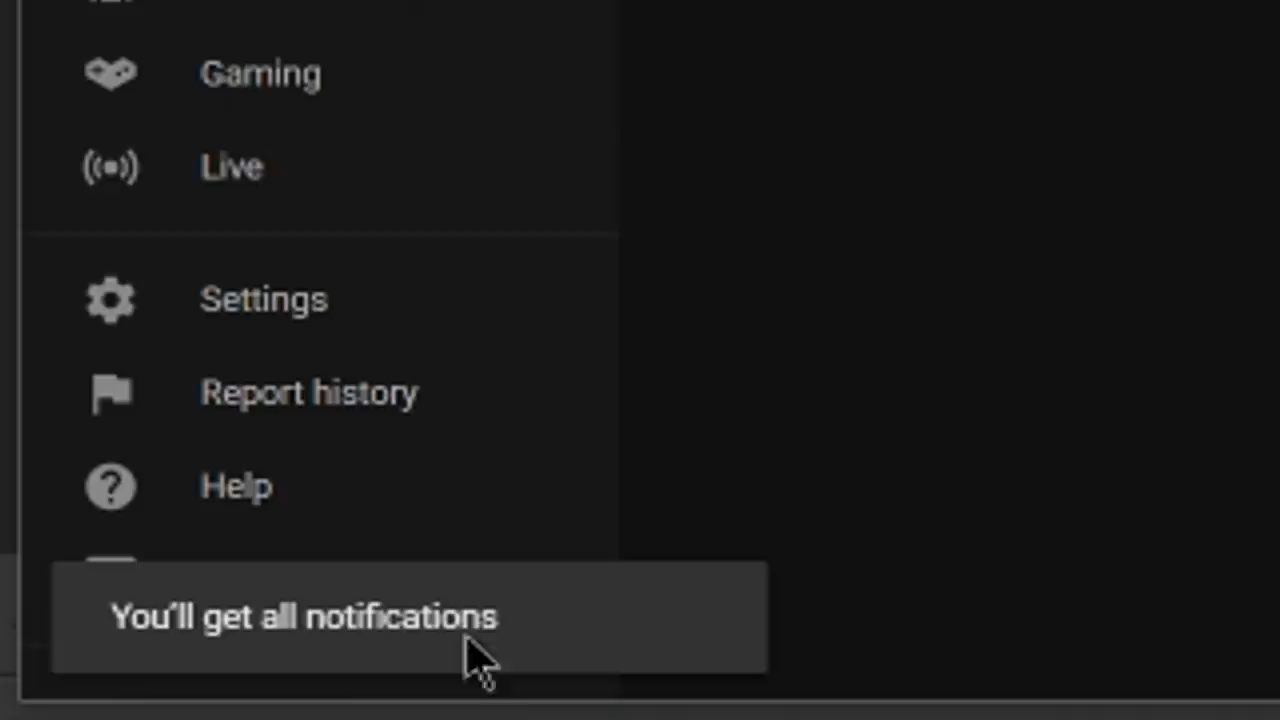 Gaming
Live
Settings
Report history
Help
You'll get all notifications